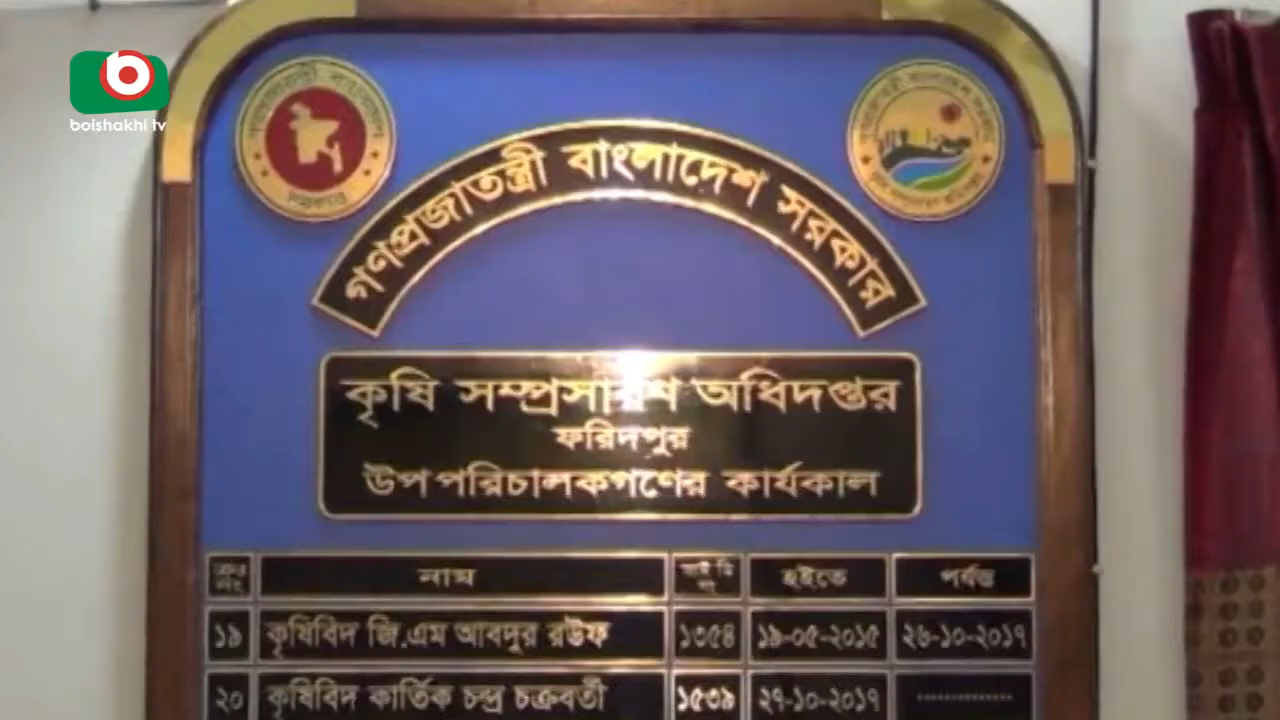 boishakhi tv
গণপ্রজাতন্ত্রী বাংলাদেশ সরকার
কৃষি সম্প্রসারণ অধিদপ্তর
ফরিদপুর
উপ পরিচালকগণের কার্যকাল
নাম হইতে পর্যন্ত
১৯ কৃষিবিদ জি.এম আবদুর রউফ ১৩৫৪ ১৯-০৫-২০১৫ ২৬-১০-২০১৭
২০ কৃষিবিদ কার্তিক চন্দ্র চক্রবর্তী ১৫৩৯ ২৭-১০-২০১৭ --------------